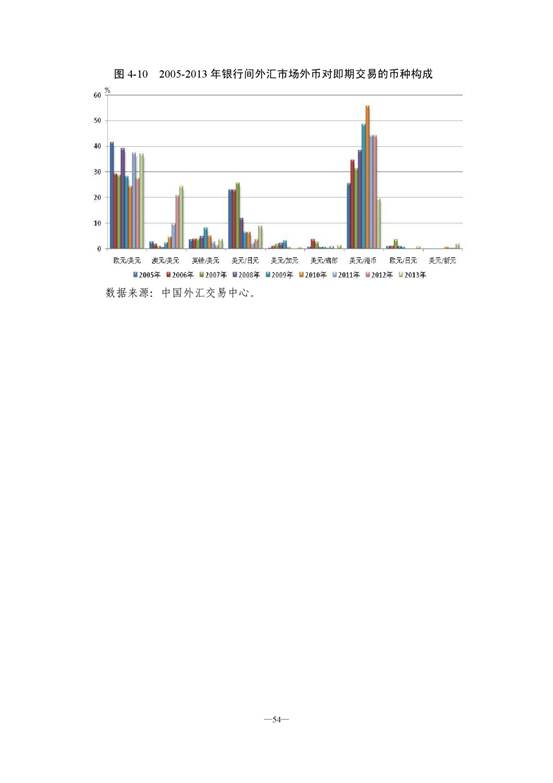 图 4-10 2005-2013 年银行间外汇市场外币对即期交易的币种构成
%
60
50
40
30
20
10
0
欧元/美元 澳元/美元 英镑/美元 美元/日元 美元/加元 美元/瑞郎 美元/港币 欧元/日元 美元/新元
2005年 2006年 2007年 2008年 2009年 2010年 2011年 2012年 2013年
数据来源：中国外汇交易中心。
—54—